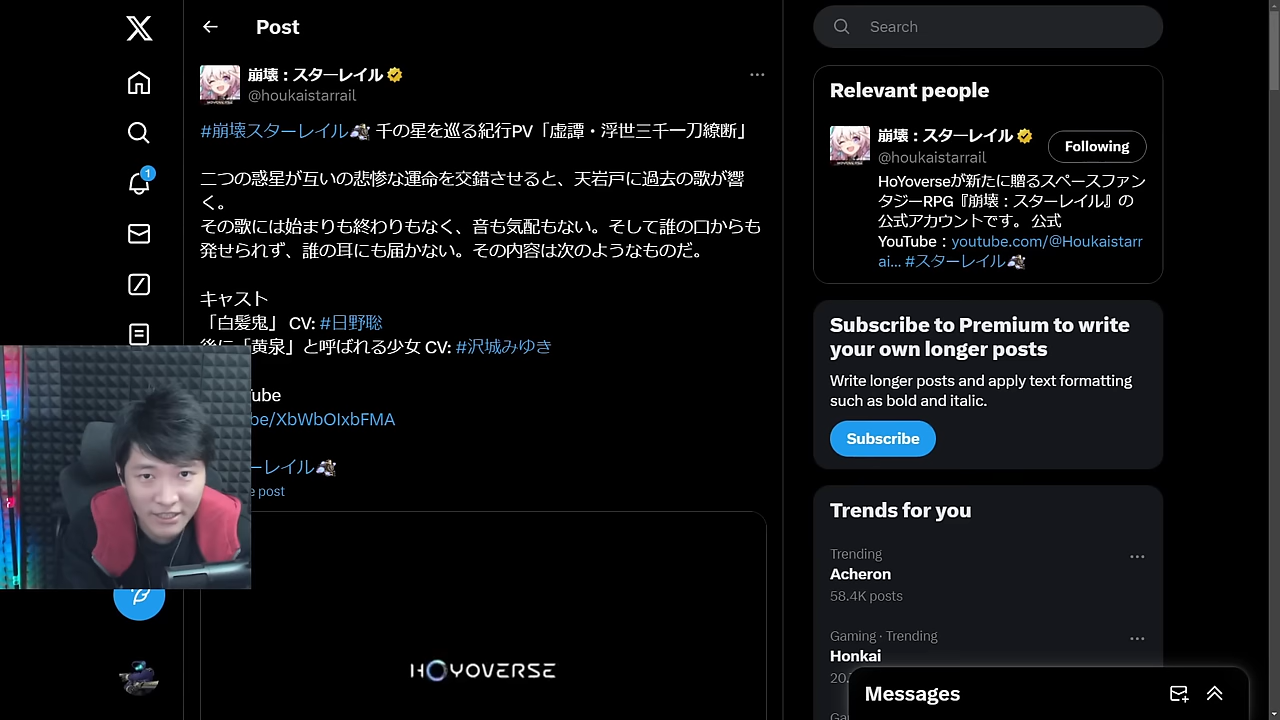 Post
崩壊：スターレイル
@houkaistarrail
#崩壊スターレイル 千の星を巡る紀行PV「虚譚・浮世三千一刀繚断」
二つの惑星が互いの悲惨な運命を交錯させると、天岩戸に過去の歌が響
く。
その歌には始まりも終わりもなく、音も気配もない。そして誰の口からも
発せられず、誰の耳にも届かない。その内容は次のようなものだ。
キャスト
「白髪鬼」 CV: #日野聡
後に「黄泉」と呼ばれる少女 CV: #沢城みゆき
Tube
be/XbWbOIxbFMA
ーレイル
post
HOYOVERSE
1
Search
Relevant people
崩壊：スターレイル
@houkaistarrail
Following
HoYoverseが新たに贈るスペースファン
タジーRPG『崩壊：スターレイル』の
公式アカウントです。 公式
YouTube：youtube.com/@Houkaistarr
ai... #スターレイル
Subscribe to Premium to write
your own longer posts
Write longer posts and apply text formatting
such as bold and italic.
Subscribe
Trends for you
Trending
Acheron
58.4K posts
Gaming · Trending
Honkai
Messages